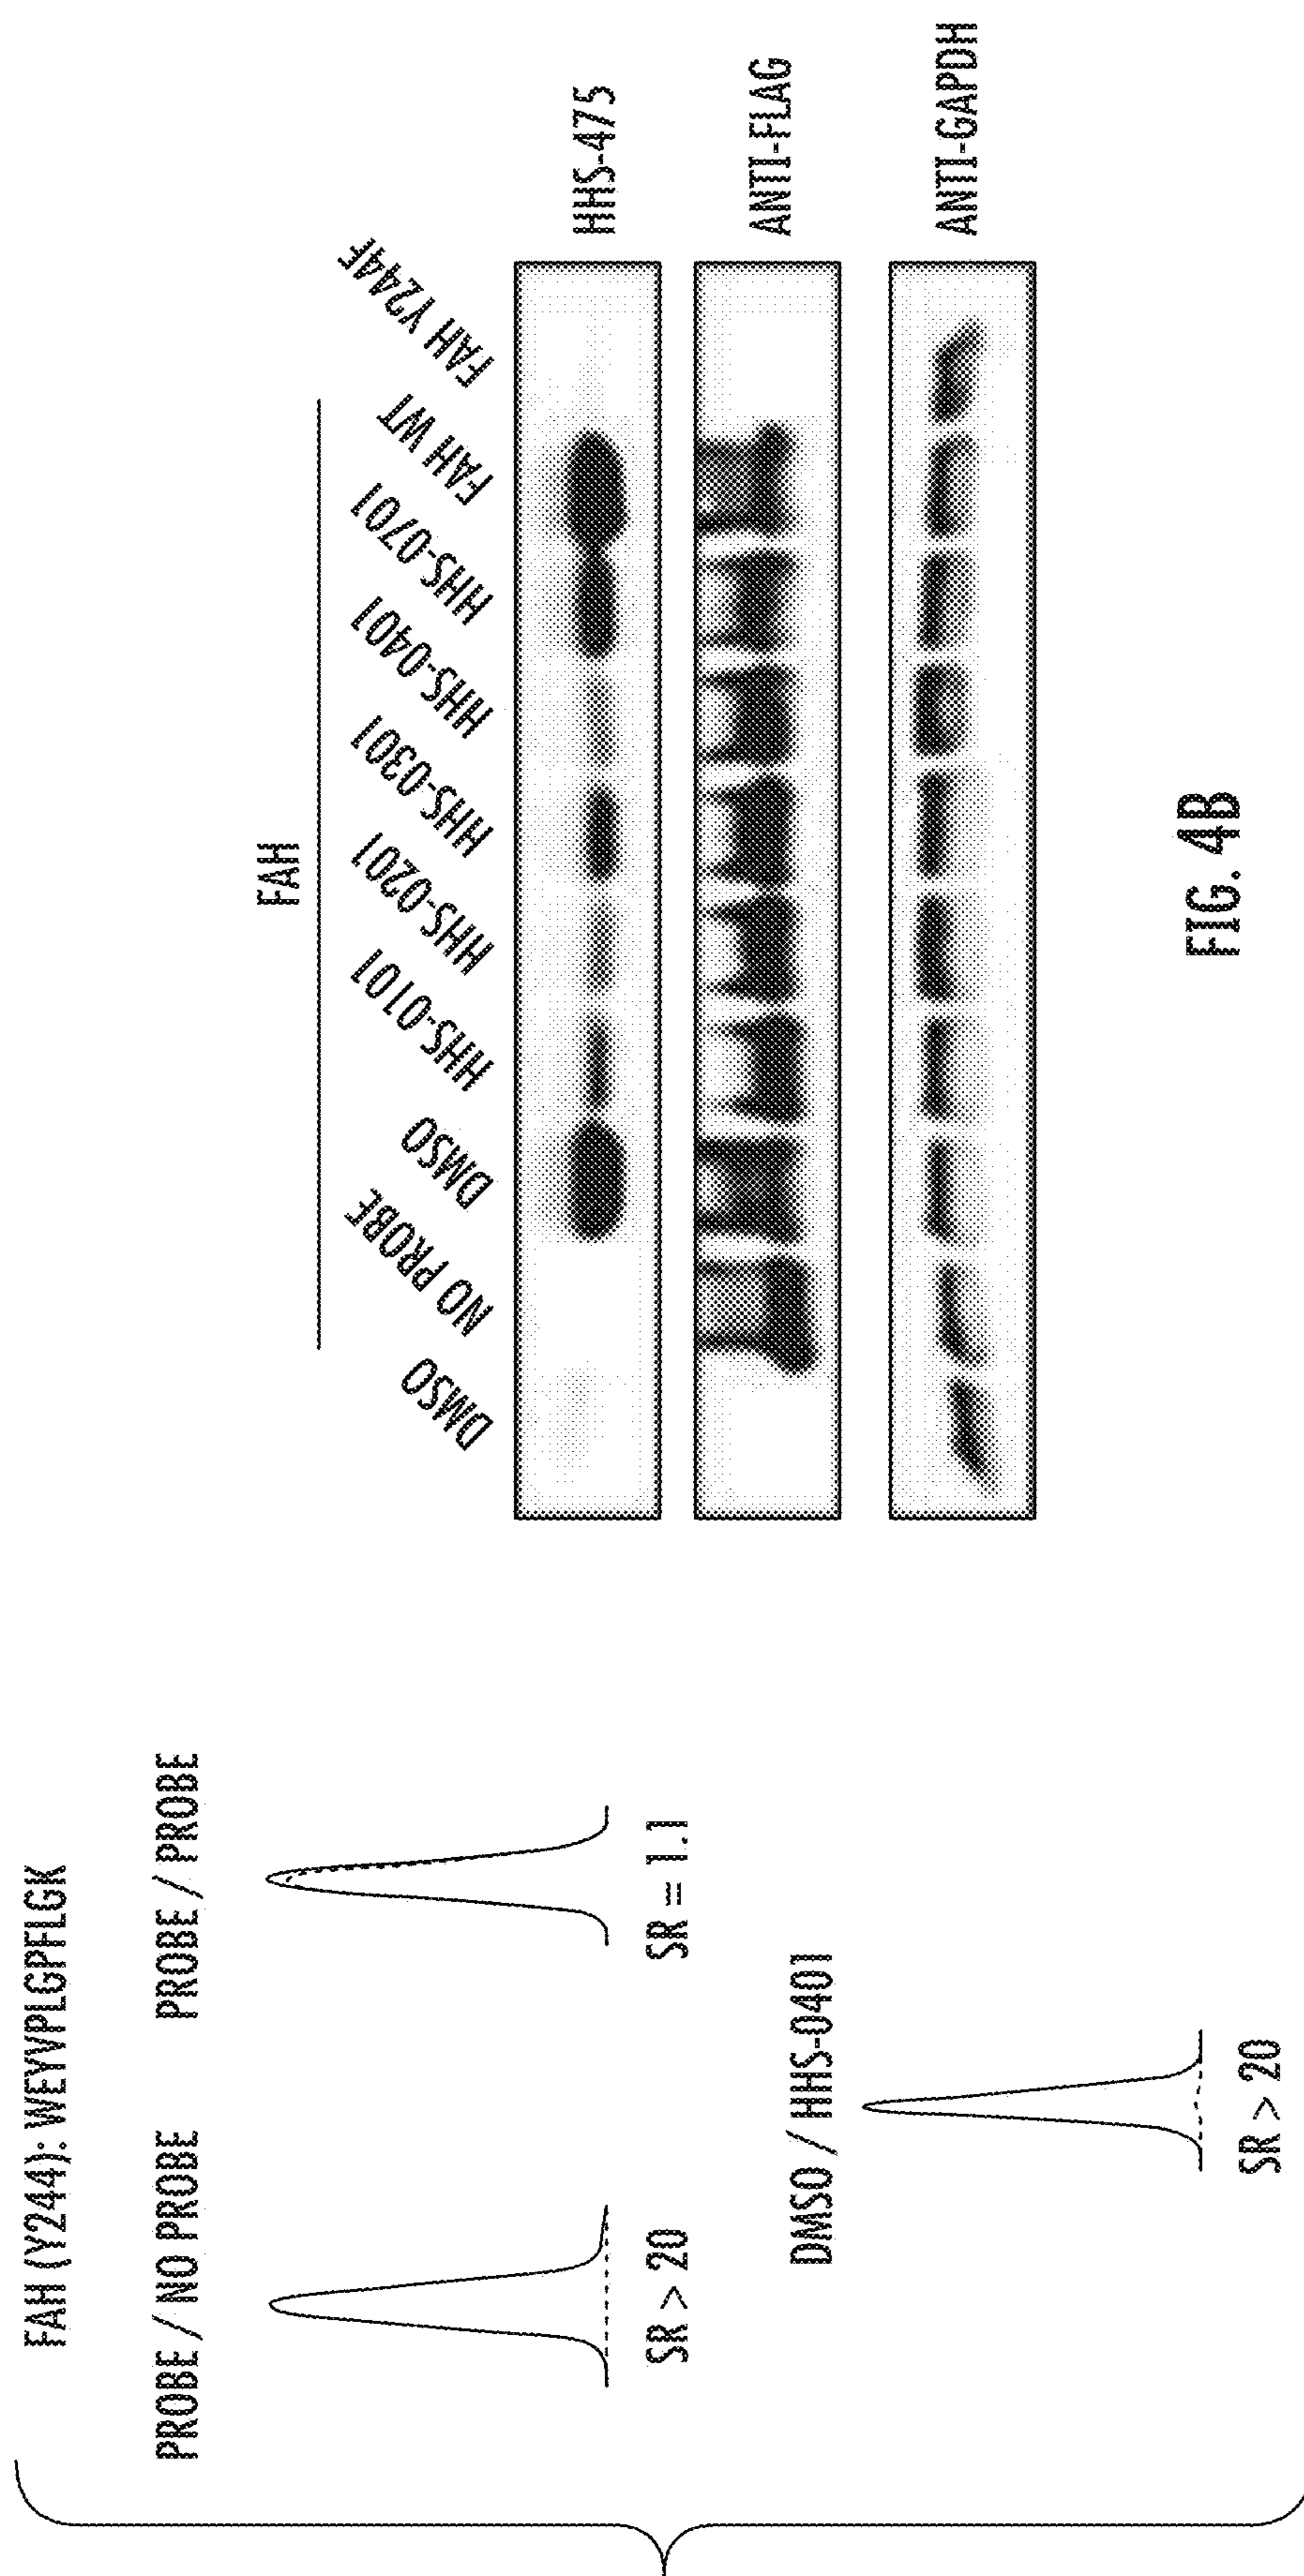 FAH (Y244): WEYVPLGPFLGK
PROBE / NO PROBE
PROBE / PROBE
SR > 20
SR = 1.1
DMSO / HHS-0401
SR > 20
FAH
DMSO
NO PROBE
DMSO
HHS-0101
HHS-0201
HHS-0301
HHS-0401
HHS-0701
FAH WT
FAH Y244F
HHS-475
ANTI-FLAG
ANTI-GAPDH
FIG. 4B